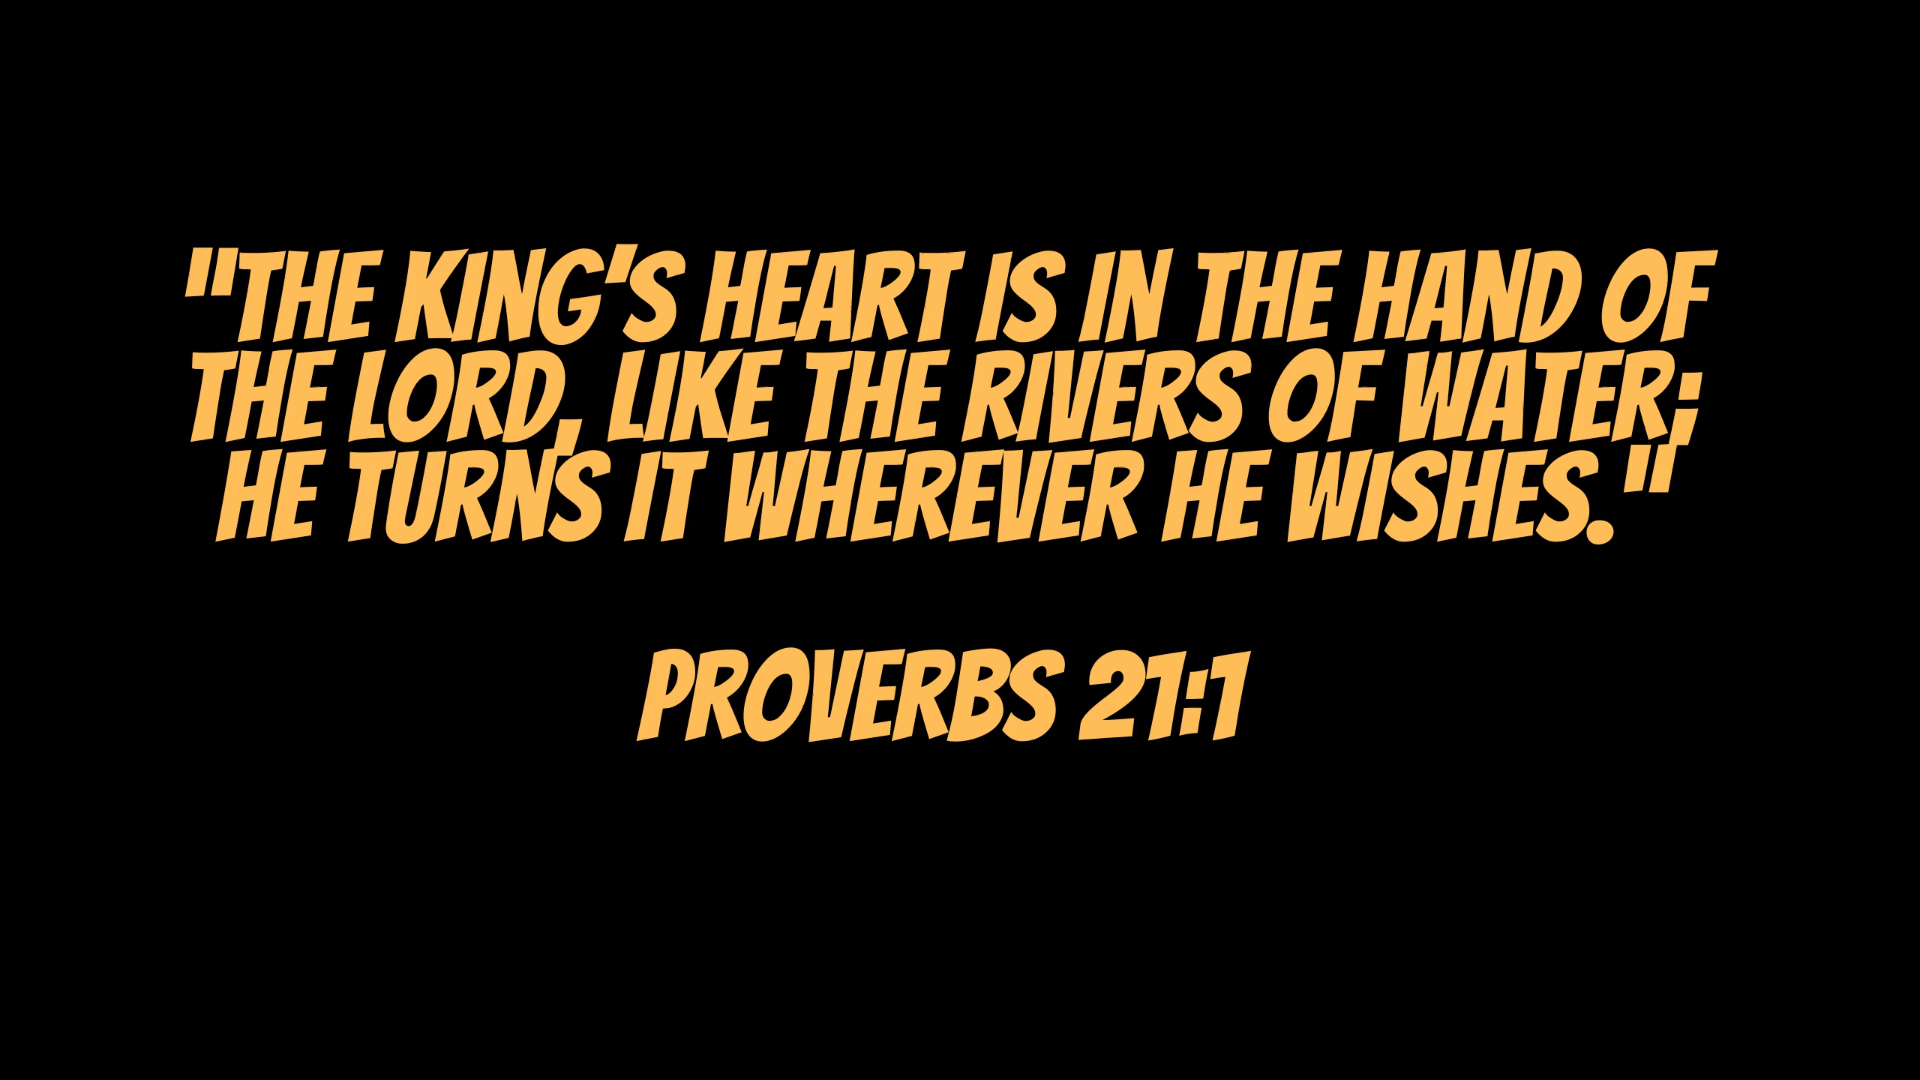 "THE KING'S HEART IS IN THE HAND OF
THE LORD, LIKE THE RIVERS OF WATER;
HE TURNS IT WHEREVER HE WISHES."
PROVERBS 21:1